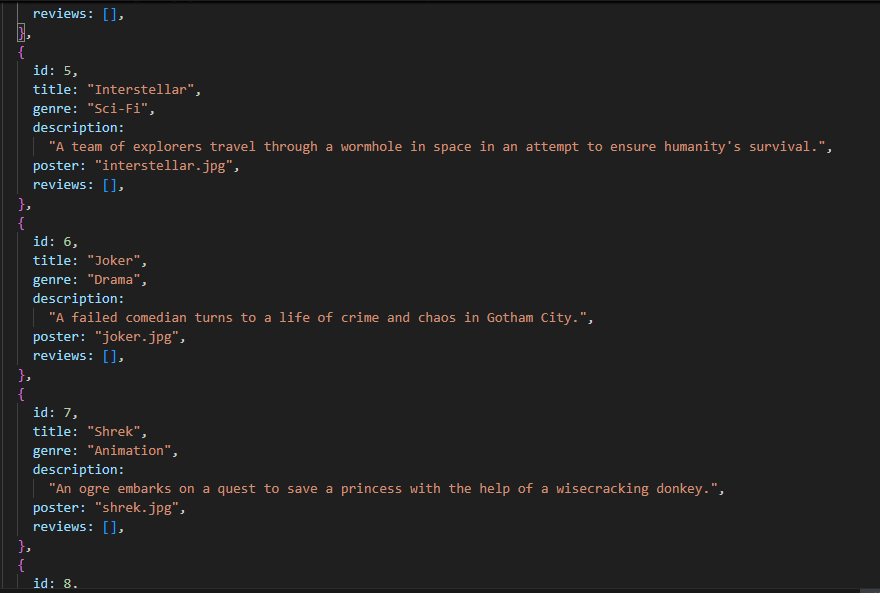 reviews: [],
},
{
id: 5,
title: "Interstellar",
genre: "Sci-Fi",
description:
"A team of explorers travel through a wormhole in space in an attempt to ensure humanity's survival.",
poster: "interstellar.jpg",
reviews: [],
},
{
id: 6,
title: "Joker",
genre: "Drama",
description:
"A failed comedian turns to a life of crime and chaos in Gotham City.",
poster: "joker.jpg",
reviews: [],
},
{
id: 7,
title: "Shrek",
genre: "Animation",
description:
"An ogre embarks on a quest to save a princess with the help of a wisecracking donkey.",
poster: "shrek.jpg",
reviews: [],
},
{
id: 8,